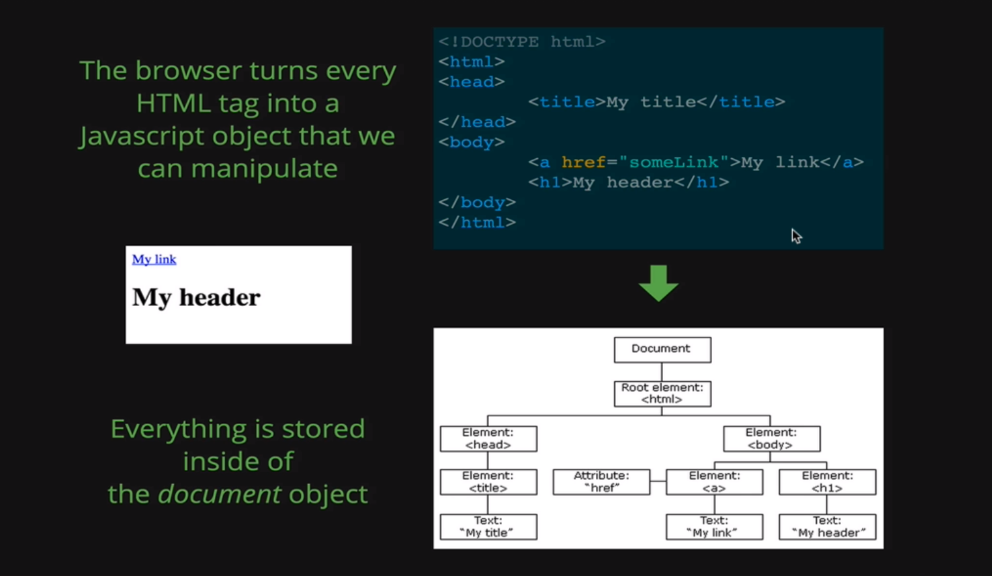 The browser turns every
HTML tag into a
Javascript object that we
can manipulate
<!DOCTYPE html>
<html>
<head>
<title>My title</title>
</head>
<body>
<a href="someLink">My link</a>
<h1>My header</h1>
</body>
</html>
My link
My header
Everything is stored
inside of
the document object
Document
Root element:
<html>
Element:
<head>
Element:
<body>
Element:
<title>
Attribute:
"href"
Element:
<a>
Element:
<h1>
Text:
"My title"
Text:
"My link"
Text:
"My header"